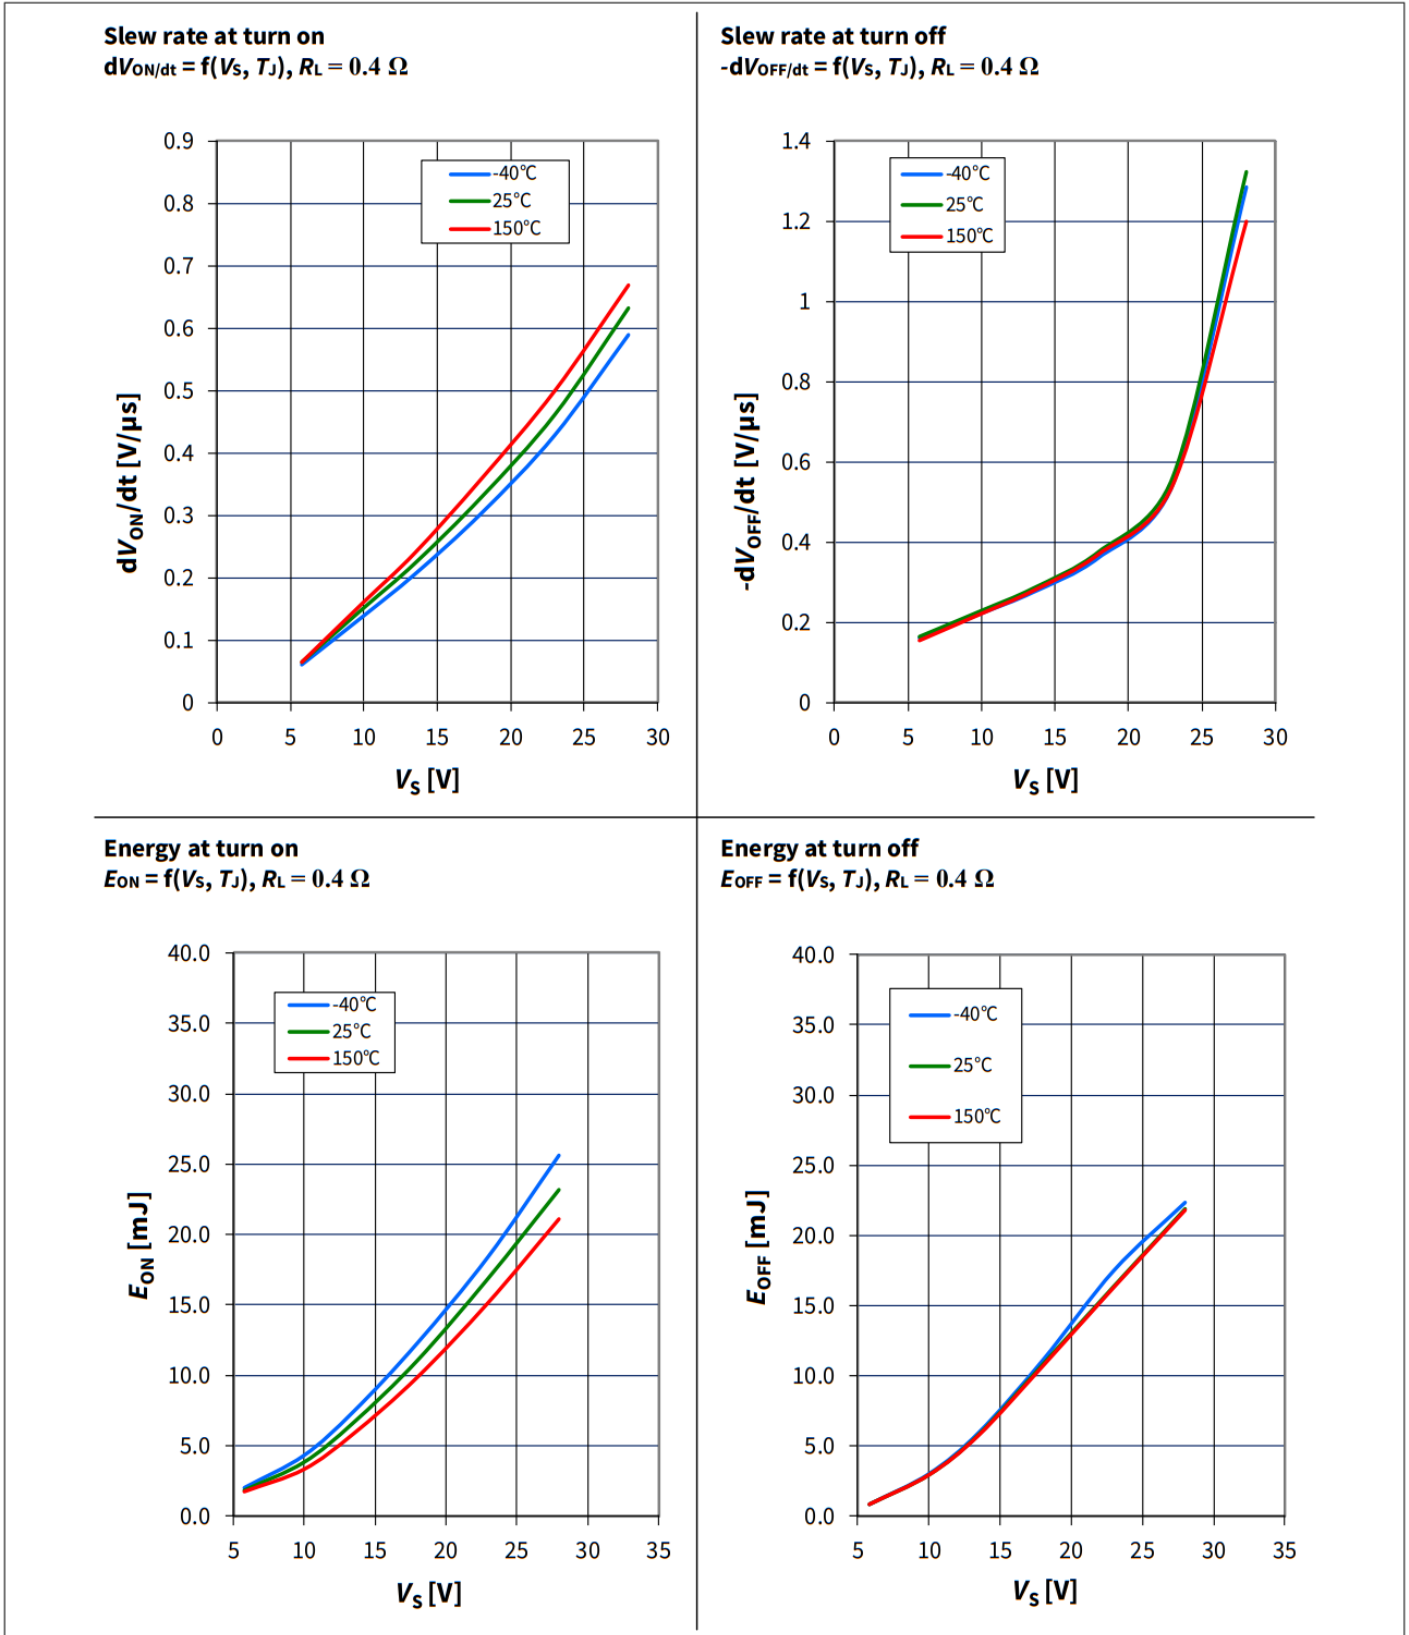 Slew rate at turn on
dVON/dt = f(VS, TJ), RL = 0.4 Ω
0.9
0.8
0.7
0.6
0.5
0.4
0.3
0.2
0.1
0
-40°C
25°C
150°C
dVON/dt [V/µs]
0 5 10 15 20 25 30
VS [V]
Slew rate at turn off
-dVOFF/dt = f(VS, TJ), RL = 0.4 Ω
1.4
1.2
1
0.8
0.6
0.4
0.2
0
-40°C
25°C
150°C
-dVOFF/dt [V/µs]
0 5 10 15 20 25 30
VS [V]
Energy at turn on
EON = f(VS, TJ), RL = 0.4 Ω
40.0
35.0
30.0
25.0
20.0
15.0
10.0
5.0
0.0
-40°C
25°C
150°C
EON [mJ]
5 10 15 20 25 30 35
VS [V]
Energy at turn off
EOFF = f(VS, TJ), RL = 0.4 Ω
40.0
35.0
30.0
25.0
20.0
15.0
10.0
5.0
0.0
-40°C
25°C
150°C
EOFF [mJ]
5 10 15 20 25 30 35
VS [V]